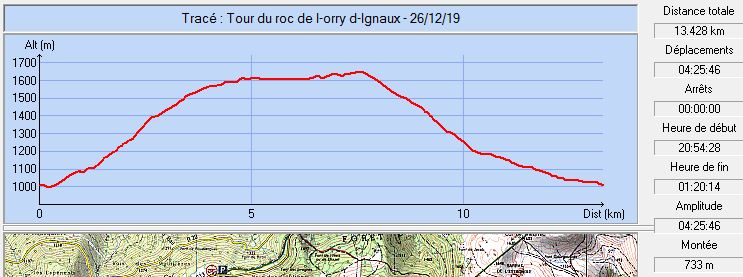 Tracé : Tour du roc de l-orry d-Ignaux - 26/12/19
Alt (m)
1700
1600
1500
1400
1300
1200
1100
1000
0
5
10
Dist (km)
Distance totale
13.428 km
Déplacements
04:25:46
Arrêts
00:00:00
Heure de début
20:54:28
Heure de fin
01:20:14
Amplitude
04:25:46
Montée
733 m
FORET
P